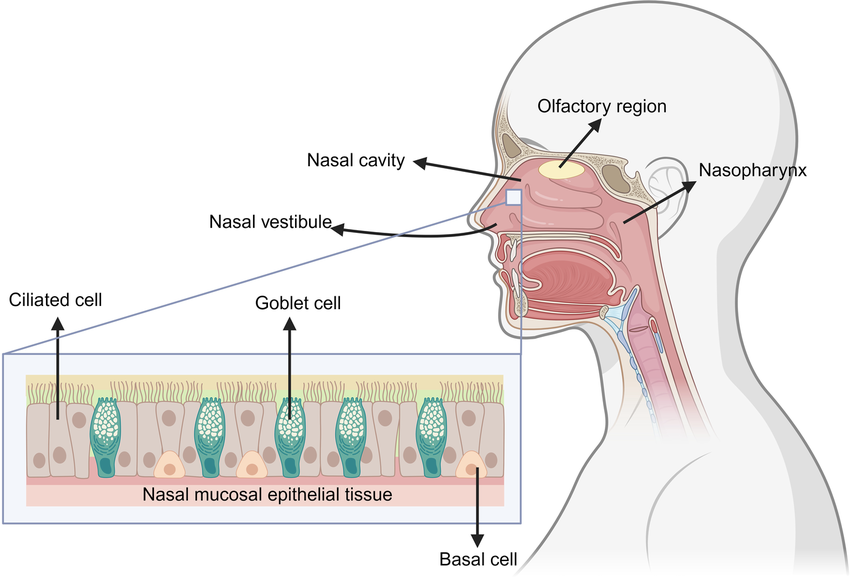 Olfactory region
Nasal cavity
Nasopharynx
Nasal vestibule
Ciliated cell
Goblet cell
Nasal mucosal epithelial tissue
Basal cell